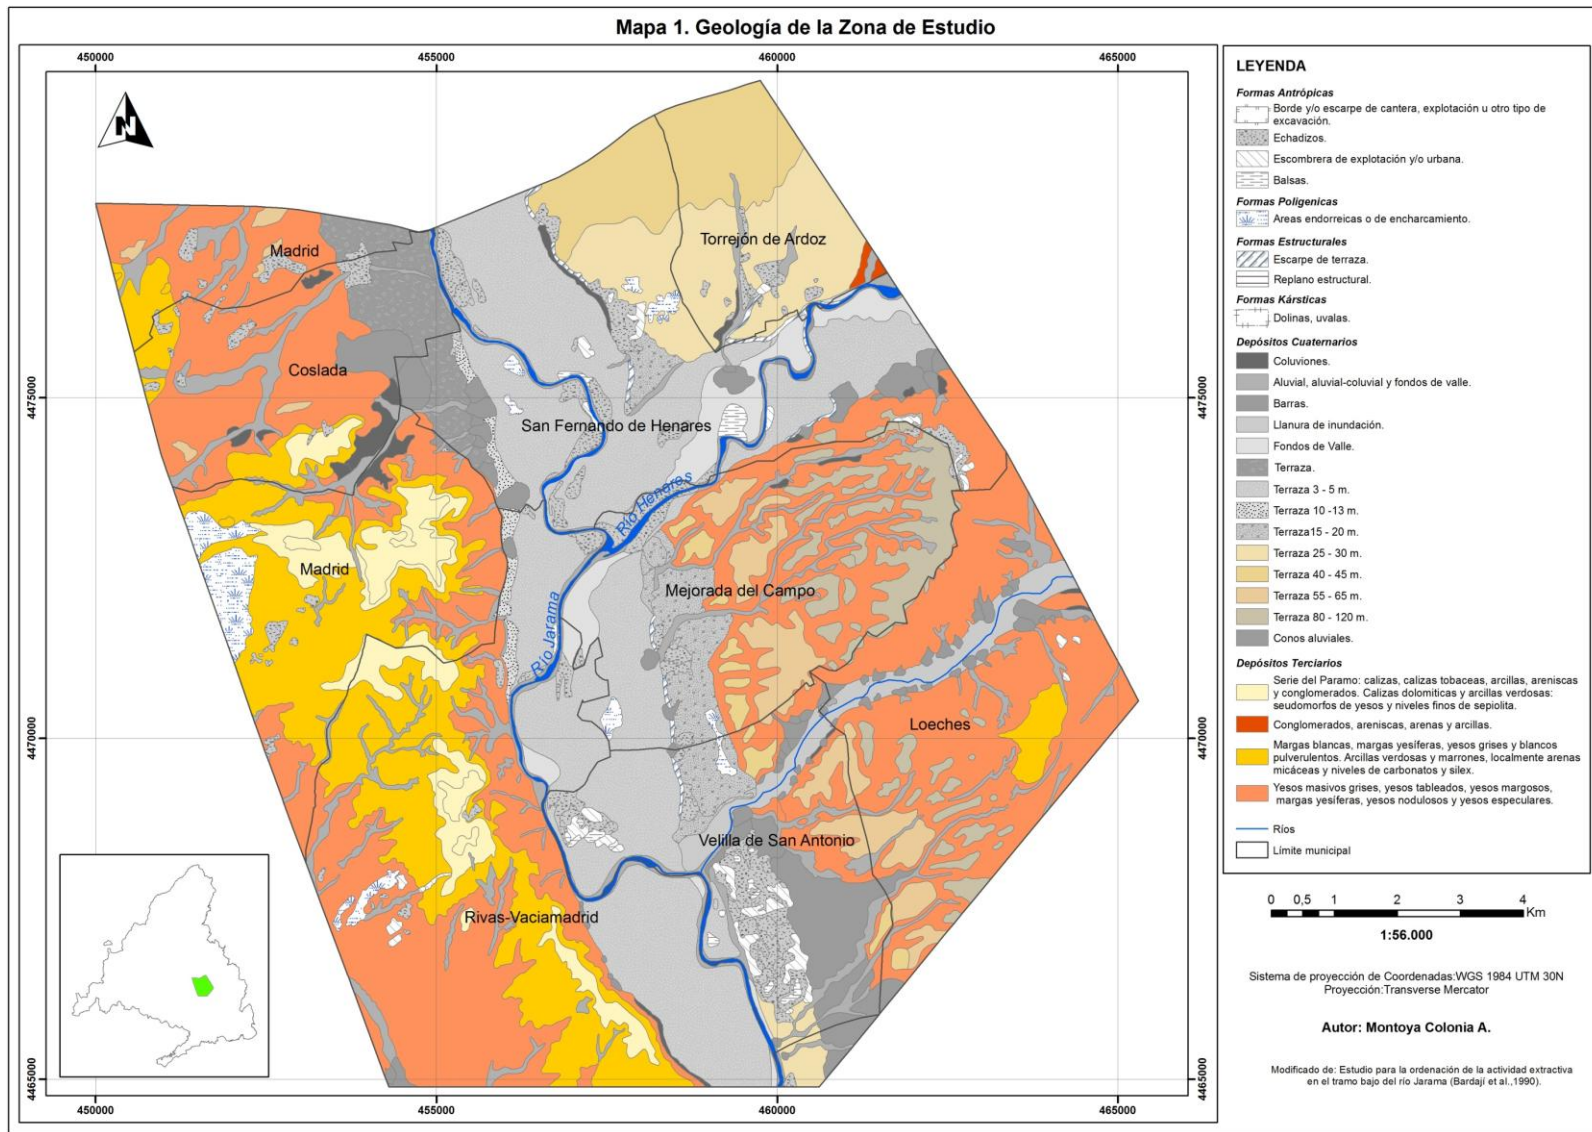 Mapa 1. Geología de la Zona de Estudio
450000
455000
460000
465000
N
4475000
4470000
4465000
4475000
4470000
4465000
Madrid
Torrejón de Ardoz
Coslada
San Fernando de Henares
Río Henares
Madrid
Mejorada del Campo
Río Jarama
Loeches
Velilla de San Antonio
Rivas-Vaciamadrid
450000
455000
460000
465000
LEYENDA
Formas Antrópicas
Borde y/o escarpe de cantera, explotación u otro tipo de
excavación.
Echadizos.
Escombrera de explotación y/o urbana.
Balsas.
Formas Poligenicas
Areas endorreicas o de encharcamiento.
Formas Estructurales
Escarpe de terraza.
Replano estructural.
Formas Kársticas
Dolinas, uvalas.
Depósitos Cuaternarios
Coluviones.
Aluvial, aluvial-coluvial y fondos de valle.
Barras.
Llanura de inundación.
Fondos de Valle.
Terraza.
Terraza 3 - 5 m.
Terraza 10 -13 m.
Terraza15 - 20 m.
Terraza 25 - 30 m.
Terraza 40 - 45 m.
Terraza 55 - 65 m.
Terraza 80 - 120 m.
Conos aluviales.
Depósitos Terciarios
Serie del Paramo: calizas, calizas tobaceas, arcillas, areniscas
y conglomerados. Calizas dolomiticas y arcillas verdosas:
seudomorfos de yesos y niveles finos de sepiolita.
Conglomerados, areniscas, arenas y arcillas.
Margas blancas, margas yesíferas, yesos grises y blancos
pulverulentos. Arcillas verdosas y marrones, localmente arenas
micáceas y niveles de carbonatos y silex.
Yesos masivos grises, yesos tableados, yesos margosos,
margas yesíferas, yesos nodulosos y yesos especulares.
Ríos
Límite municipal
0 0,5 1 2 3 4
Km
1:56.000
Sistema de proyección de Coordenadas:WGS 1984 UTM 30N
Proyección:Transverse Mercator
Autor: Montoya Colonia A.
Modificado de: Estudio para la ordenación de la actividad extractiva
en el tramo bajo del río Jarama (Bardají et al.,1990).